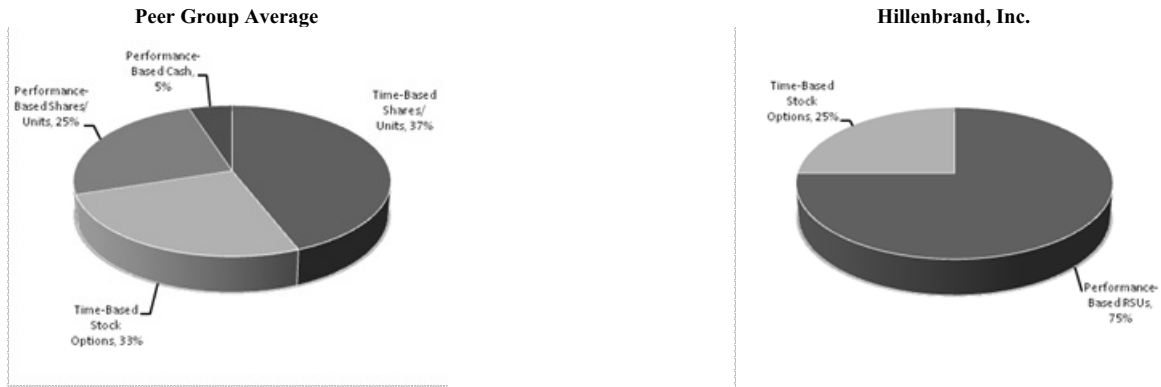 Peer Group Average
Performance-
Based Cash,
5%
Performance-
Based Shares/
Units, 25%
Time-Based
Shares/
Units, 37%
Time-Based
Stock
Options, 33%
Hillenbrand, Inc.
Time-Based
Stock
Options, 25%
Performance-
Based RSUs,
75%